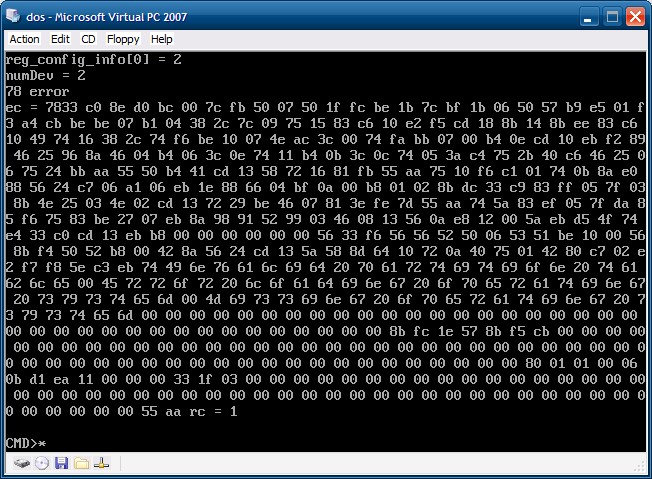 dos - Microsoft Virtual PC 2007
Action Edit CD Floppy Help
reg_config_info[0] = 2
numDev = 2
78 error
ec = 7833 c0 8e d0 bc 00 7c fb 50 07 50 1f fc be 1b 7c bf 1b 06 50 57 b9 e5 01 f
3 a4 cb be be 07 b1 04 38 2c 7c 09 75 15 83 c6 10 e2 f5 cd 18 8b 14 8b ee 83 c6
10 49 74 16 38 2c 74 f6 be 10 07 4e ac 3c 00 74 fa bb 07 00 b4 0e cd 10 eb f2 89
 46 25 96 8a 46 04 b4 06 3c 0e 74 11 b4 0b 3c 0c 74 05 3a c4 75 2b 40 c6 46 25 0
6 75 24 bb aa 55 50 b4 41 cd 13 58 72 16 81 fb 55 aa 75 10 f6 c1 01 74 0b 8a e0
88 56 24 c7 06 a1 06 eb 1e 88 66 04 bf 0a 00 b8 01 02 8b dc 33 c9 83 ff 05 7f 03
 8b 4e 25 03 4e 02 cd 13 72 29 be 46 07 81 3e fe 7d 55 aa 74 5a 83 ef 05 7f da 8
5 f6 75 83 be 27 07 eb 8a 98 91 52 99 03 46 08 13 56 0a e8 12 00 5a eb d5 4f 74
e4 33 c0 cd 13 eb b8 00 00 00 00 00 00 56 33 f6 56 56 52 50 06 53 51 be 10 00 56
 8b f4 50 52 b8 00 42 8a 56 24 cd 13 5a 58 8d 64 10 72 0a 40 75 01 42 80 c7 02 e
2 f7 f8 5e c3 eb 74 49 6e 76 61 6c 69 64 20 70 61 72 74 69 74 69 6f 6e 20 74 61
62 6c 65 00 45 72 72 6f 72 20 6c 6f 61 64 69 6e 67 20 6f 70 65 72 61 74 69 6e 67
 20 73 79 73 74 65 6d 00 4d 69 73 73 69 6e 67 20 6f 70 65 72 61 74 69 6e 67 20 7
3 79 73 74 65 6d 00 00 00 00 00 00 00 00 00 00 00 00 00 00 00 00 00 00 00 00 00
00 00 00 00 00 00 00 00 00 00 00 00 00 00 00 00 8b fc 1e 57 8b f5 cb 00 00 00 00
 00 00 00 00 00 00 00 00 00 00 00 00 00 00 00 00 00 00 00 00 00 00 00 00 00 00 0
0 00 00 00 00 00 00 00 00 00 00 00 00 00 00 00 00 00 00 00 00 00 80 01 01 00 06
0b d1 ea 11 00 00 00 33 1f 03 00 00 00 00 00 00 00 00 00 00 00 00 00 00 00 00 00
 00 00 00 00 00 00 00 00 00 00 00 00 00 00 00 00 00 00 00 00 00 00 00 00 00 00 0
0 00 00 00 00 00 00 55 aa rc = 1
CMD>*